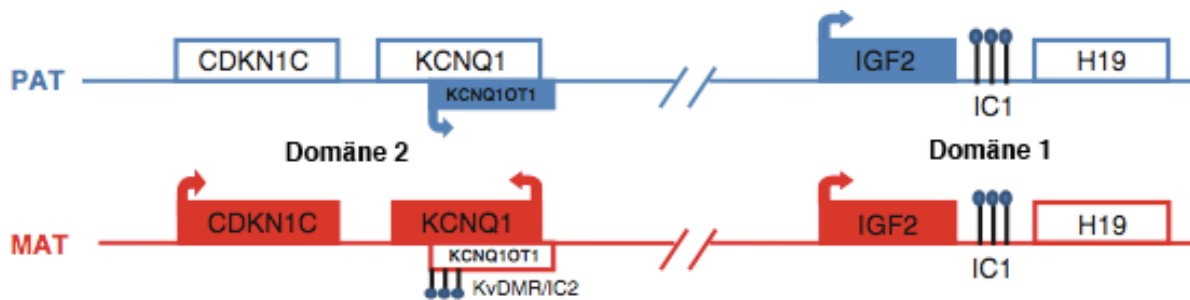 CDKN1C KCNQ1 IGF2 H19
PAT KCNQ1OT1 IC1
Domäne 2 Domäne 1
CDKN1C KCNQ1 IGF2 H19
MAT KCNQ1OT1 IC1
KvDMR/IC2